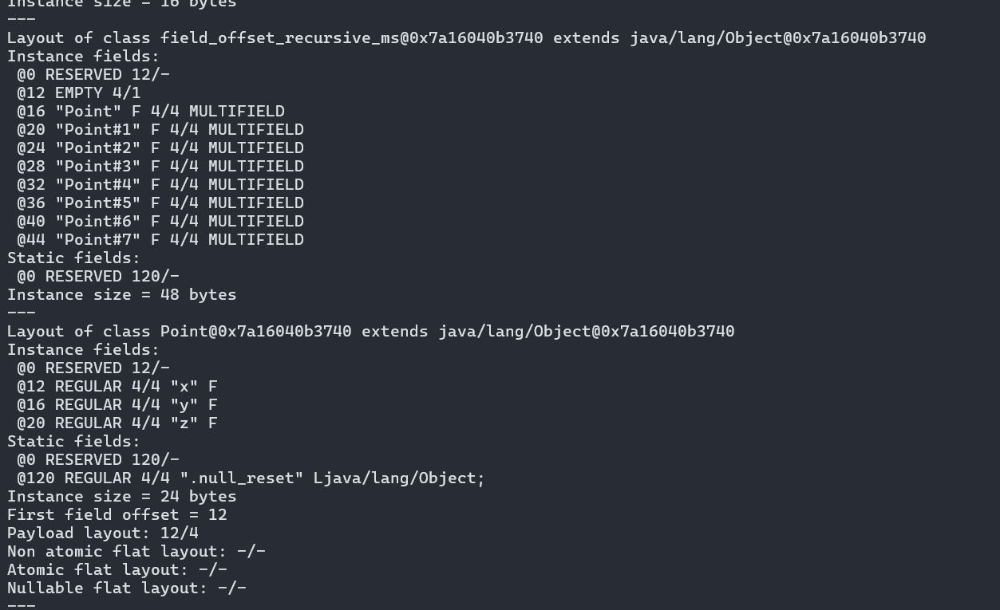 Instance size = 16 bytes
---
Layout of class field_offset_recursive_ms@0x7a16040b3740 extends java/lang/Object@0x7a16040b3740
Instance fields:
 @0 RESERVED 12/-
 @12 EMPTY 4/1
 @16 "Point" F 4/4 MULTIFIELD
 @20 "Point#1" F 4/4 MULTIFIELD
 @24 "Point#2" F 4/4 MULTIFIELD
 @28 "Point#3" F 4/4 MULTIFIELD
 @32 "Point#4" F 4/4 MULTIFIELD
 @36 "Point#5" F 4/4 MULTIFIELD
 @40 "Point#6" F 4/4 MULTIFIELD
 @44 "Point#7" F 4/4 MULTIFIELD
Static fields:
 @0 RESERVED 120/-
Instance size = 48 bytes
---
Layout of class Point@0x7a16040b3740 extends java/lang/Object@0x7a16040b3740
Instance fields:
 @0 RESERVED 12/-
 @12 REGULAR 4/4 "x" F
 @16 REGULAR 4/4 "y" F
 @20 REGULAR 4/4 "z" F
Static fields:
 @0 RESERVED 120/-
 @120 REGULAR 4/4 ".null_reset" Ljava/lang/Object;
Instance size = 24 bytes
First field offset = 12
Payload layout: 12/4
Non atomic flat layout: -/-
Atomic flat layout: -/-
Nullable flat layout: -/-
---